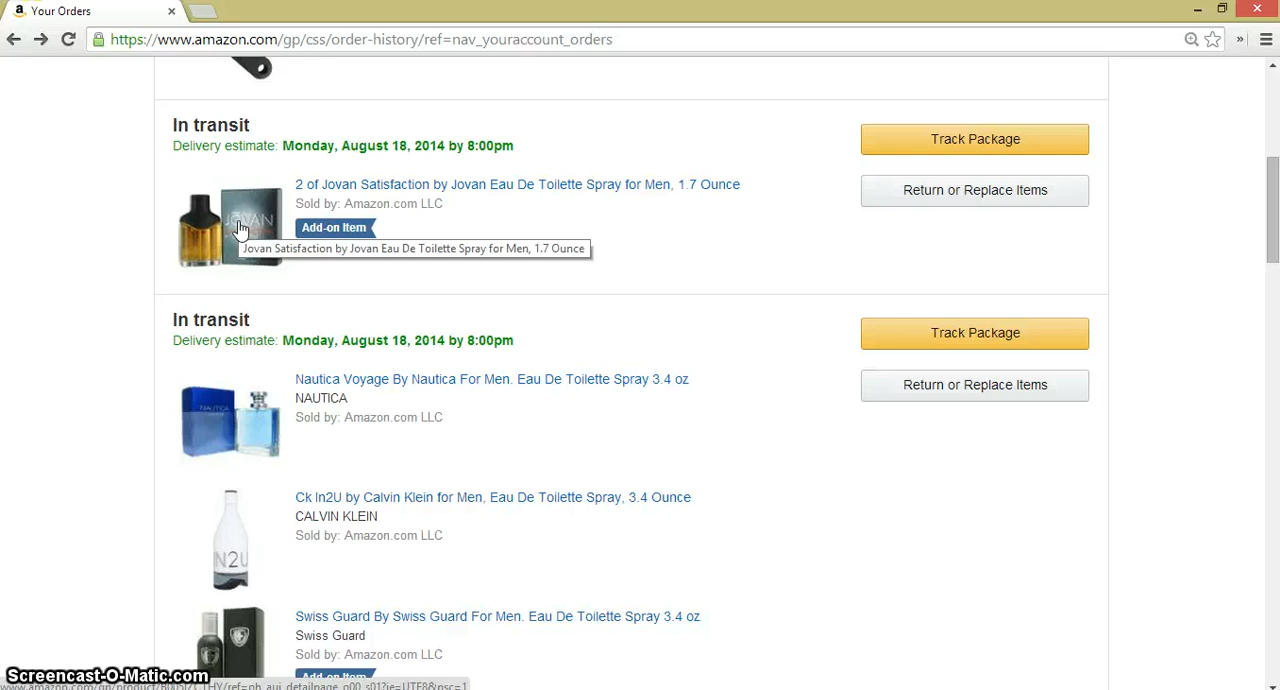 Your Orders
https://www.amazon.com/gp/css/order-history/ref=nav_youraccount_orders
In transit
Delivery estimate: Monday, August 18, 2014 by 8:00pm
Track Package
Return or Replace Items
2 of Jovan Satisfaction by Jovan Eau De Toilette Spray for Men, 1.7 Ounce
Sold by: Amazon.com LLC
Add-on Item
JOVAN
Jovan Satisfaction by Jovan Eau De Toilette Spray for Men, 1.7 Ounce
In transit
Delivery estimate: Monday, August 18, 2014 by 8:00pm
Track Package
Return or Replace Items
Nautica Voyage By Nautica For Men. Eau De Toilette Spray 3.4 oz
NAUTICA
Sold by: Amazon.com LLC
NAUTICA
Ck In2U by Calvin Klein for Men, Eau De Toilette Spray, 3.4 Ounce
CALVIN KLEIN
Sold by: Amazon.com LLC
IN2U
Swiss Guard By Swiss Guard For Men. Eau De Toilette Spray 3.4 oz
Swiss Guard
Sold by: Amazon.com LLC
Add-on Item
Screencast-O-Matic.com